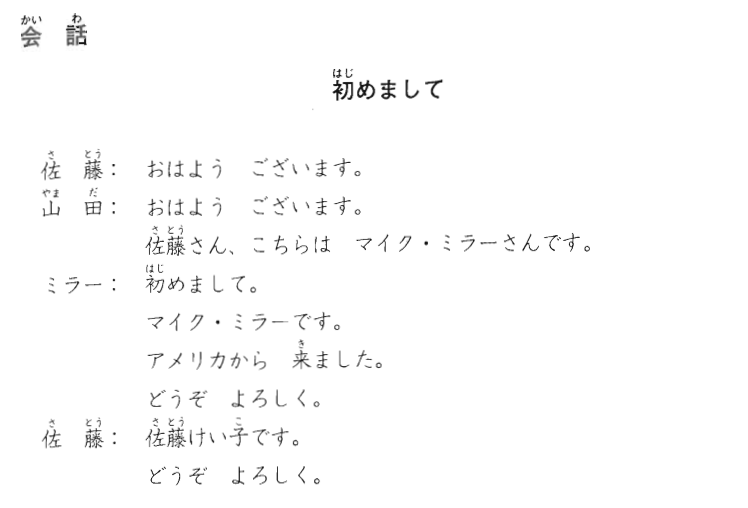 会話
初めまして
佐藤： おはよう　ございます。
山田： おはよう　ございます。
佐藤さん、こちらは　マイク・ミラーさんです。
ミラー： 初めまして。
マイク・ミラーです。
アメリカから　来ました。
どうぞ　よろしく。
佐藤： 佐藤けい子です。
どうぞ　よろしく。